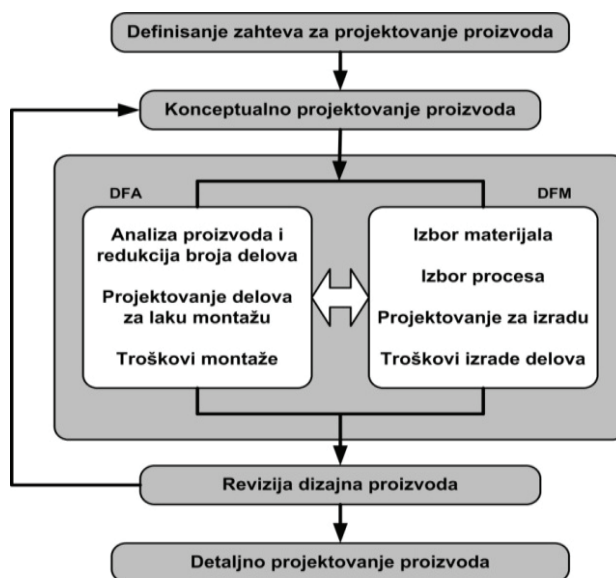 Definisanje zahteva za projektovanje proizvoda
Konceptualno projektovanje proizvoda
DFA
Analiza proizvoda i
redukcija broja delova
Projektovanje delova
za laku montažu
Troškovi montaže
DFM
Izbor materijala
Izbor procesa
Projektovanje za izradu
Troškovi izrade delova
Revizija dizajna proizvoda
Detaljno projektovanje proizvoda